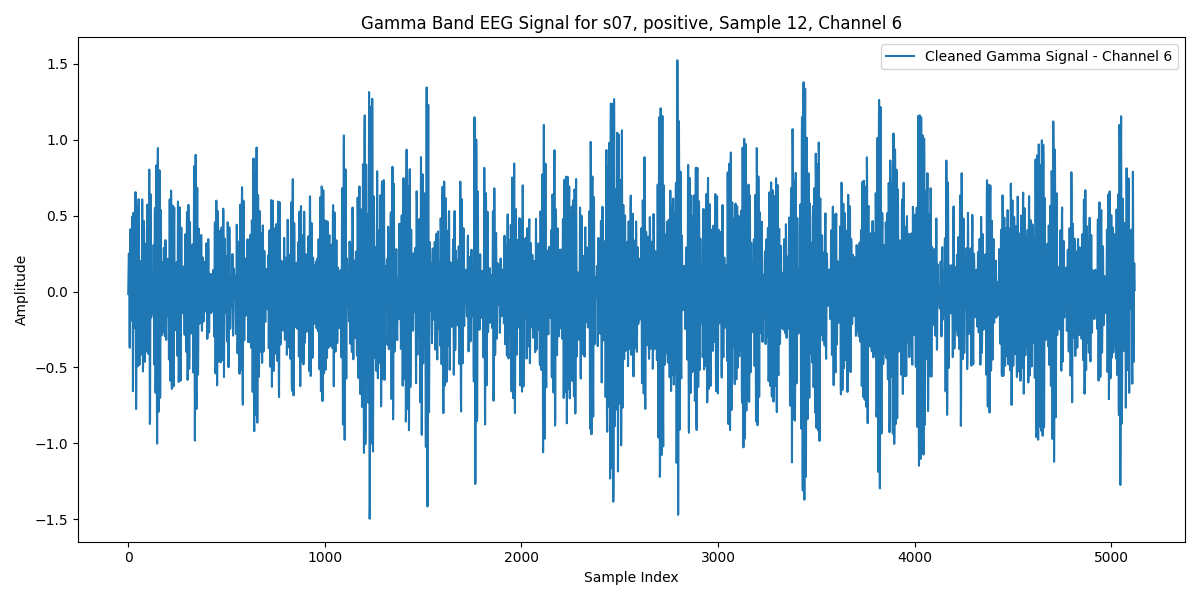 Gamma Band EEG Signal for s07, positive, Sample 12, Channel 6
Cleaned Gamma Signal - Channel 6
1.5
1.0
0.5
0.0
−0.5
−1.0
−1.5
Amplitude
0 1000 2000 3000 4000 5000
Sample Index